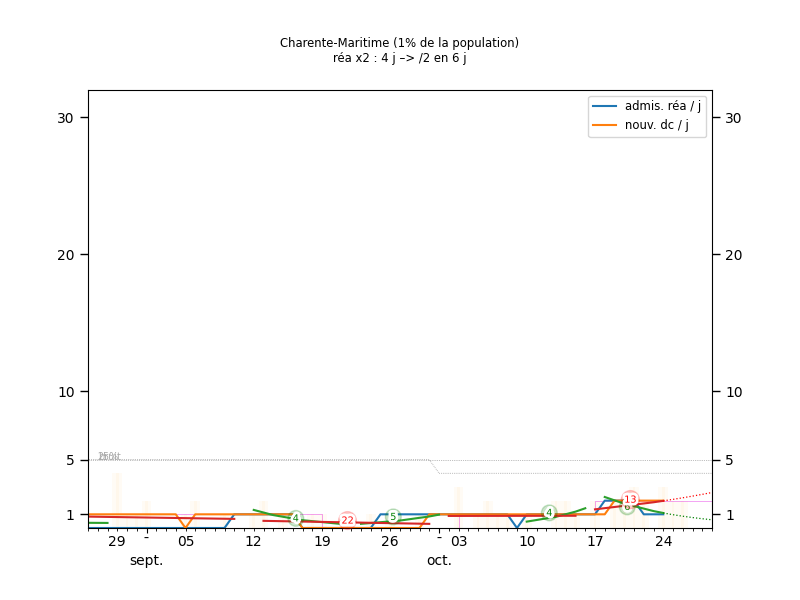 Charente-Maritime (1% de la population)
réa x2 : 4 j –> /2 en 6 j
admis. réa / j
nouv. dc / j
30 30
20 20
10 10
5 5
1 1
4 22 5 4 13 6
29 - 05 12 19 26 - 03 10 17 24
sept. oct.